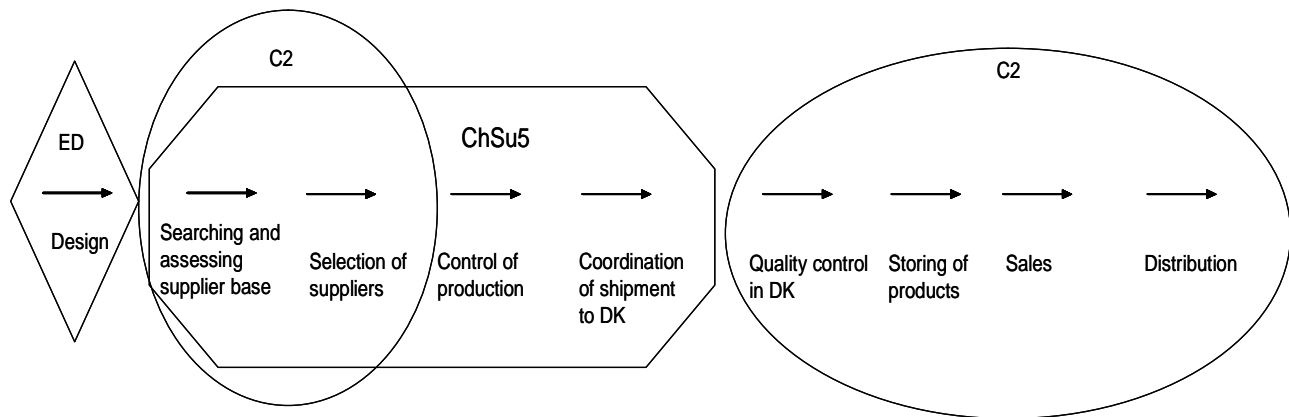 C2
ED
ChSu5
C2
Design
Searching and
assessing
supplier base
Selection of
suppliers
Control of
production
Coordination
of shipment
to DK
Quality control
in DK
Storing of
products
Sales
Distribution